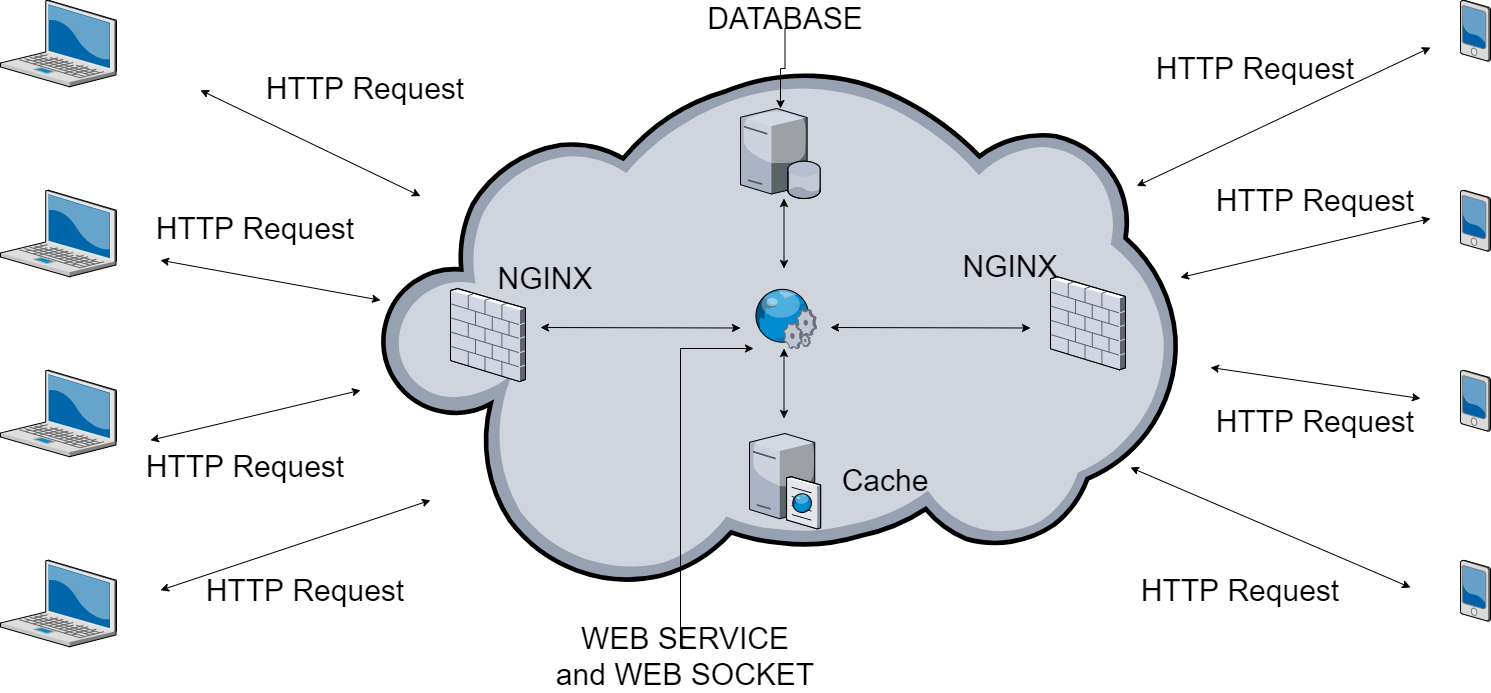 DATABASE
HTTP Request
HTTP Request
HTTP Request
HTTP Request
NGINX
NGINX
HTTP Request
HTTP Request
Cache
HTTP Request
HTTP Request
WEB SERVICE
and WEB SOCKET